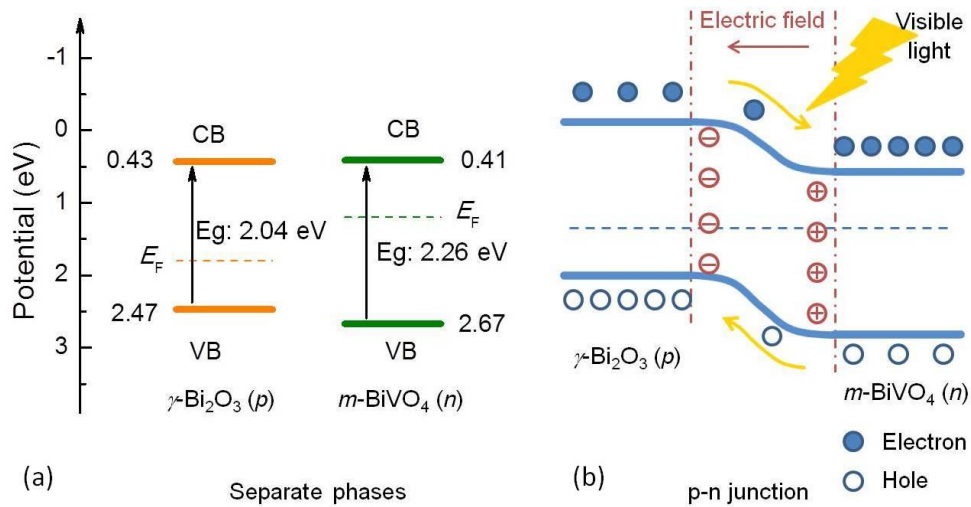 Potential (eV)
-1
0
1
2
3
CB
0.43
Eg: 2.04 eV
E_F
2.47
VB
γ-Bi₂O₃ (p)
CB
0.41
E_F
Eg: 2.26 eV
2.67
VB
m-BiVO₄ (n)
(a)
Separate phases
Electric field
Visible
light
γ-Bi₂O₃ (p)
m-BiVO₄ (n)
Electron
Hole
(b)
p-n junction